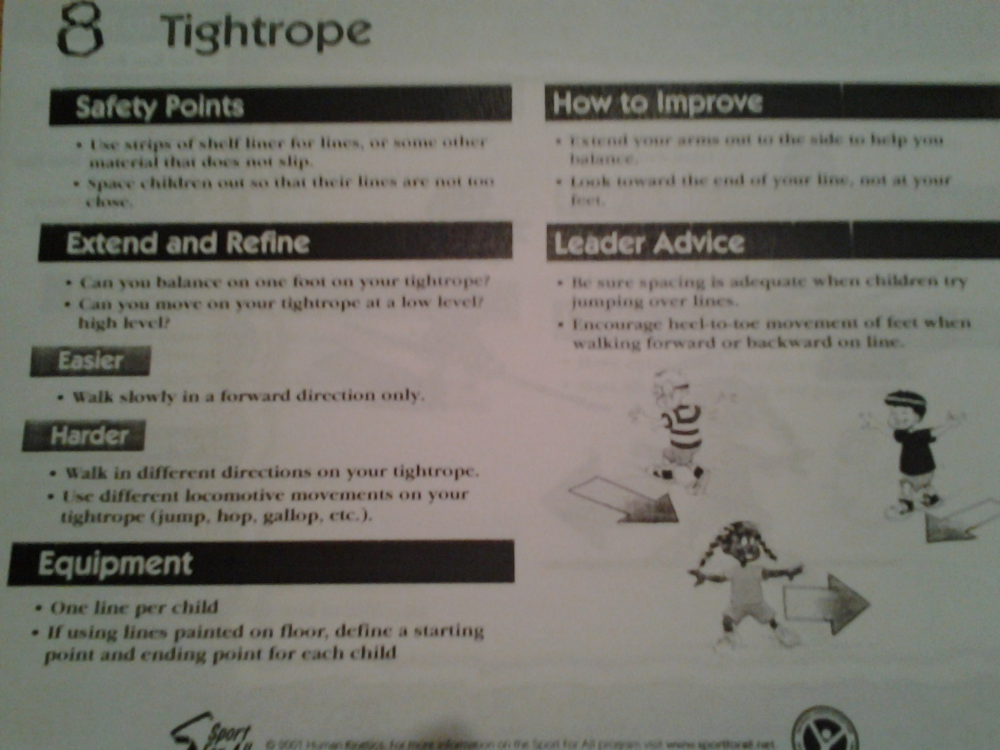 8 Tightrope
Safety Points
• Use strips of shelf liner for lines, or some other
material that does not slip.
• Space children out so that their lines are not too
close.
Extend and Refine
• Can you balance on one foot on your tightrope?
• Can you move on your tightrope at a low level?
high level?
Easier
• Walk slowly in a forward direction only.
Harder
• Walk in different directions on your tightrope.
• Use different locomotive movements on your
tightrope (jump, hop, gallop, etc.).
Equipment
• One line per child
• If using lines painted on floor, define a starting
point and ending point for each child
How to Improve
• Extend your arms out to the side to help you
balance.
• Look toward the end of your line, not at your
feet.
Leader Advice
• Be sure spacing is adequate when children try
jumping over lines.
• Encourage heel-to-toe movement of feet when
walking forward or backward on line.
Sport
© 2001 Human Kinetics. For more information on the Sport for All program visit www.sportforall.net.